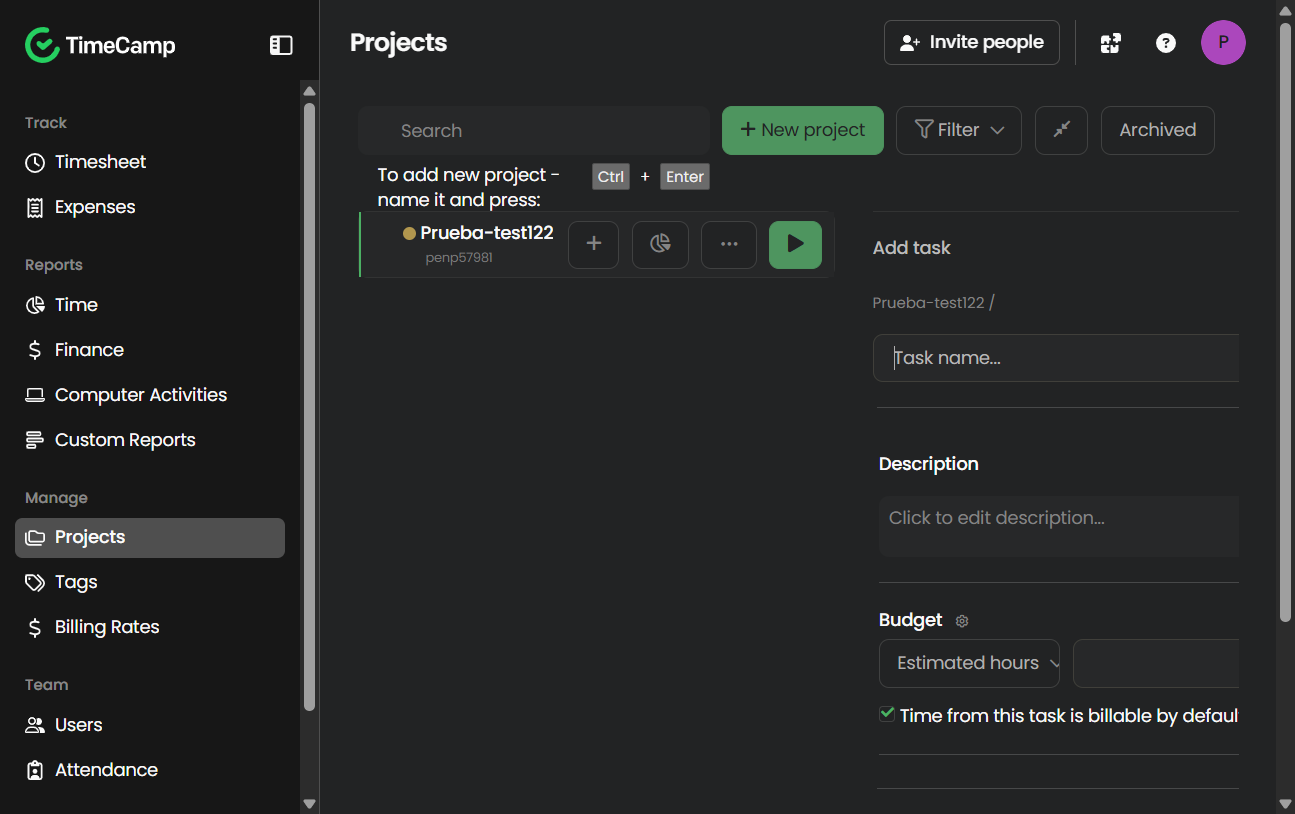 TimeCamp
Track
Timesheet
Expenses
Reports
Time
Finance
Computer Activities
Custom Reports
Manage
Projects
Tags
Billing Rates
Team
Users
Attendance
Projects
Invite people
P
Search
New project
Filter
Archived
To add new project -
name it and press:
Ctrl + Enter
Prueba-test122
penp57981
Add task
Prueba-test122 /
Task name...
Description
Click to edit description...
Budget
Estimated hours
Time from this task is billable by defaul